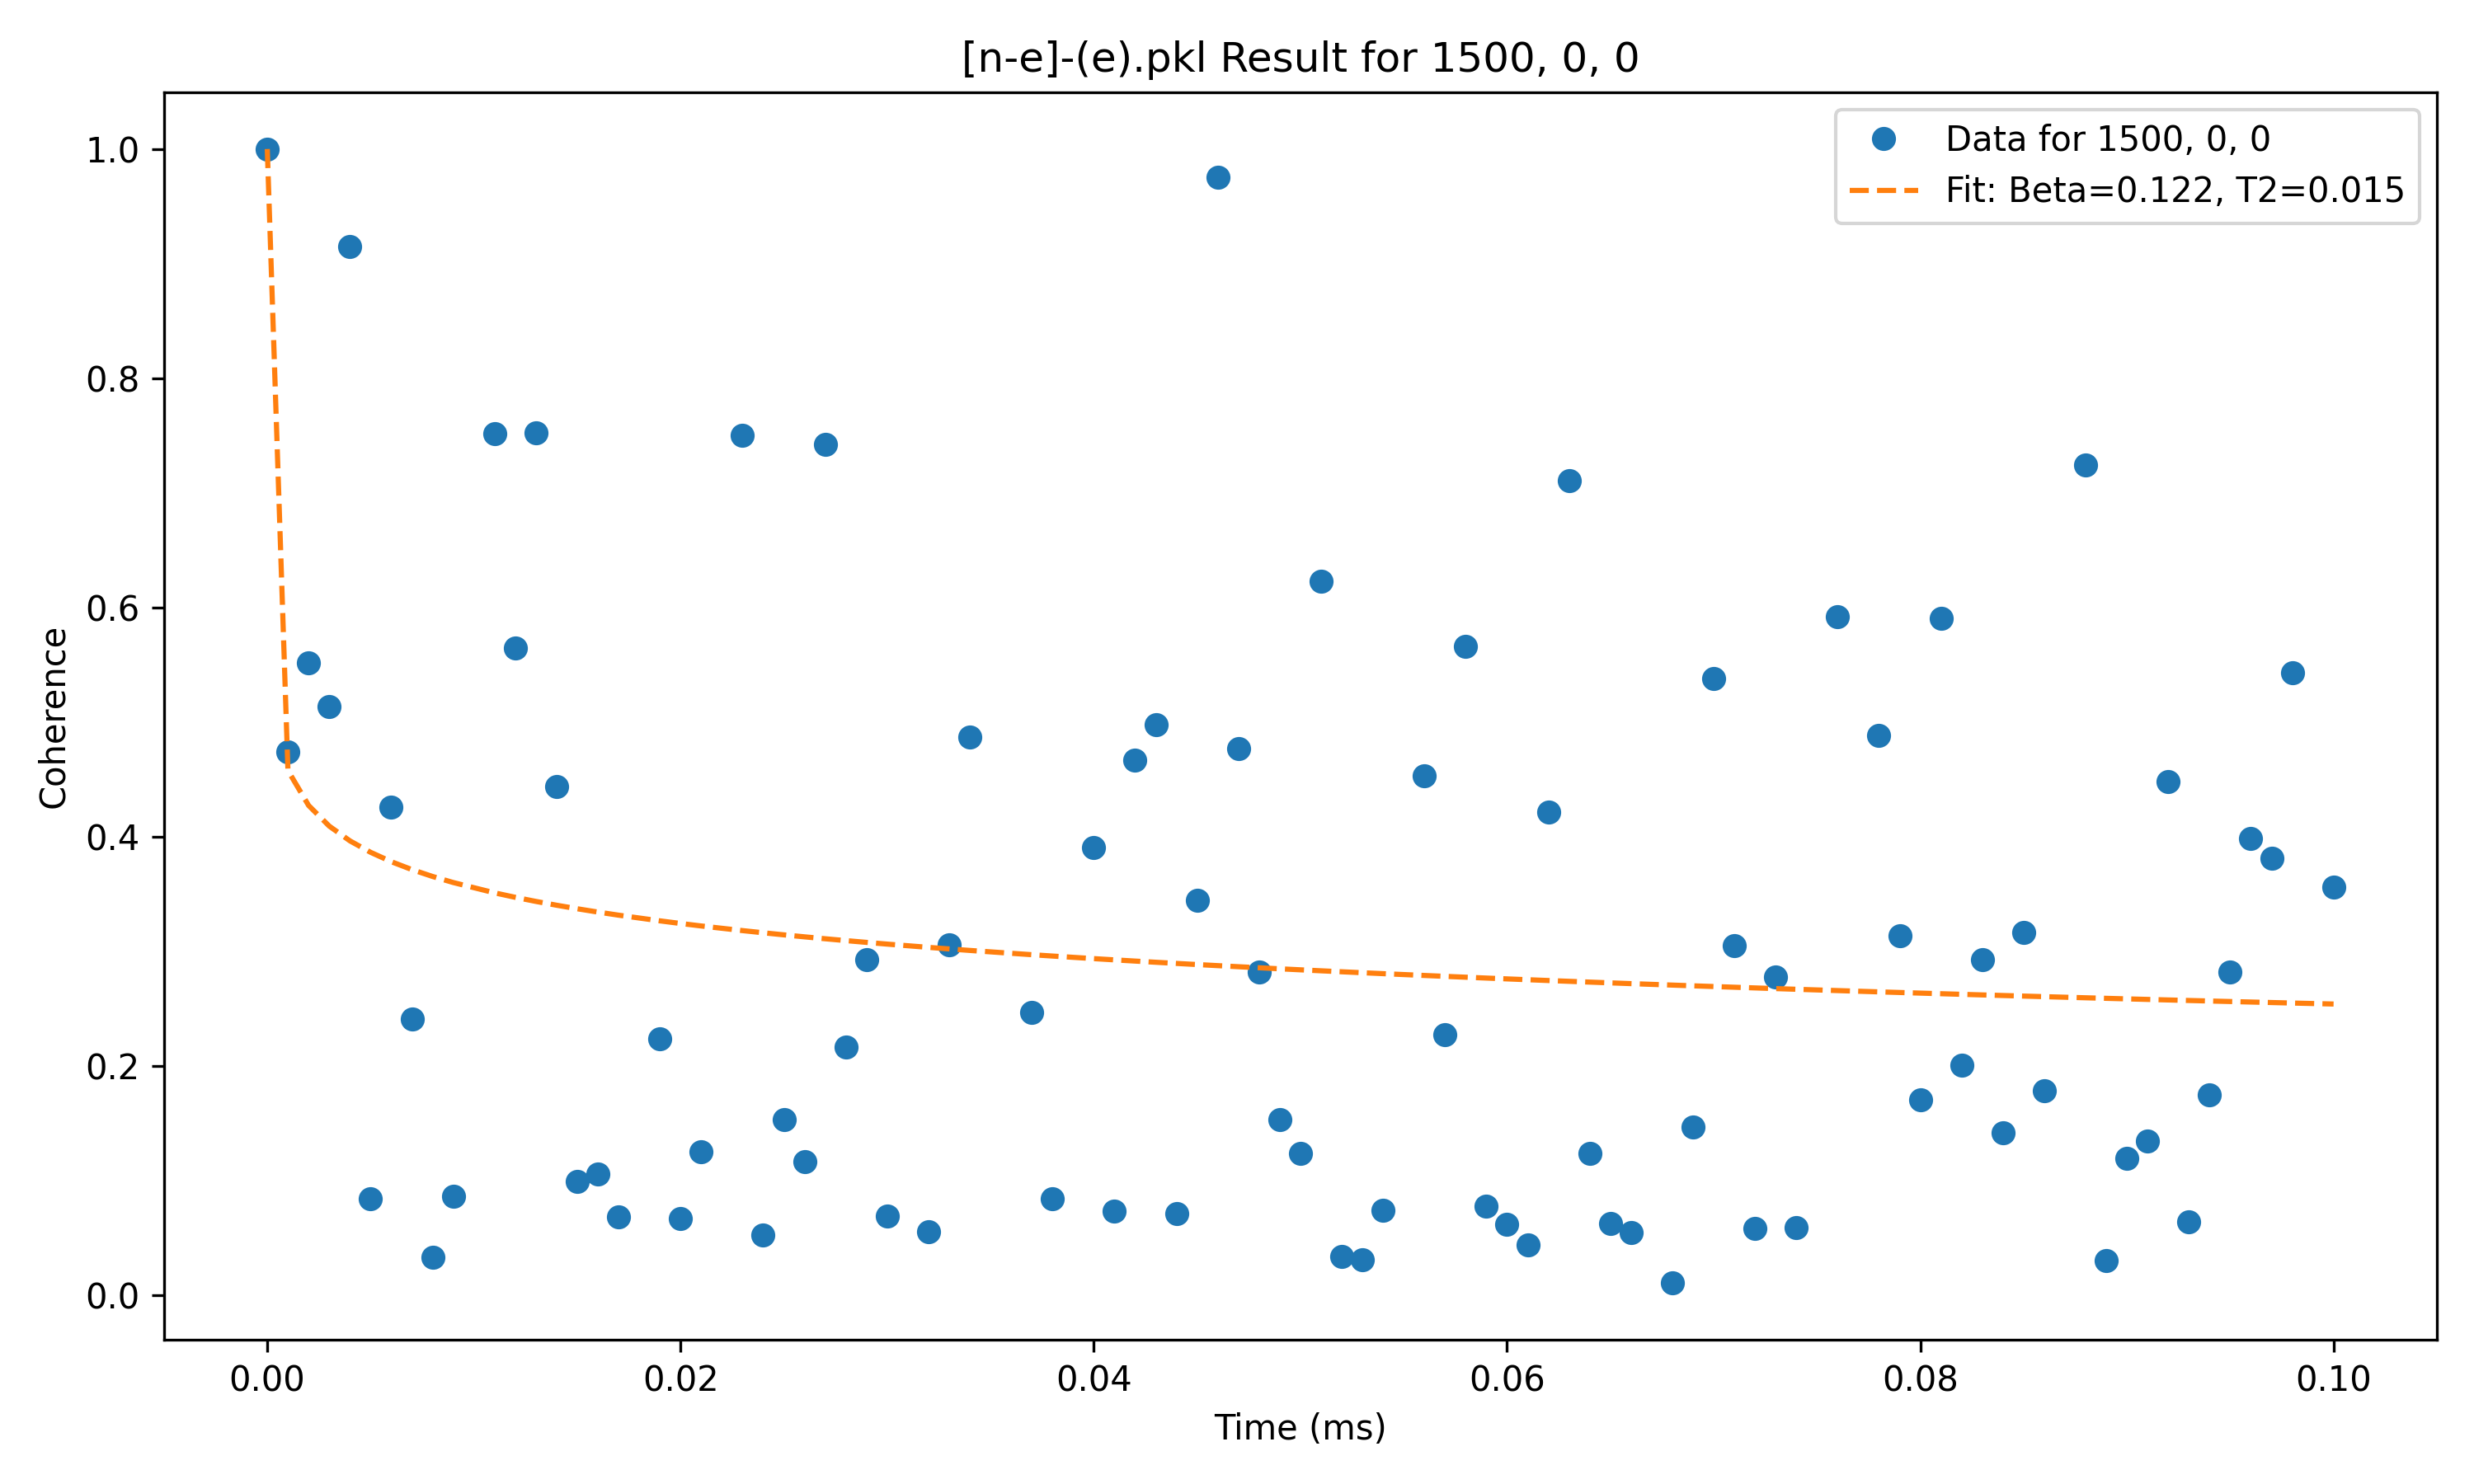 [n-e]-(e).pkl Result for 1500, 0, 0
Data for 1500, 0, 0
Fit: Beta=0.122, T2=0.015
Coherence
1.0
0.8
0.6
0.4
0.2
0.0
0.00
0.02
0.04
0.06
0.08
0.10
Time (ms)